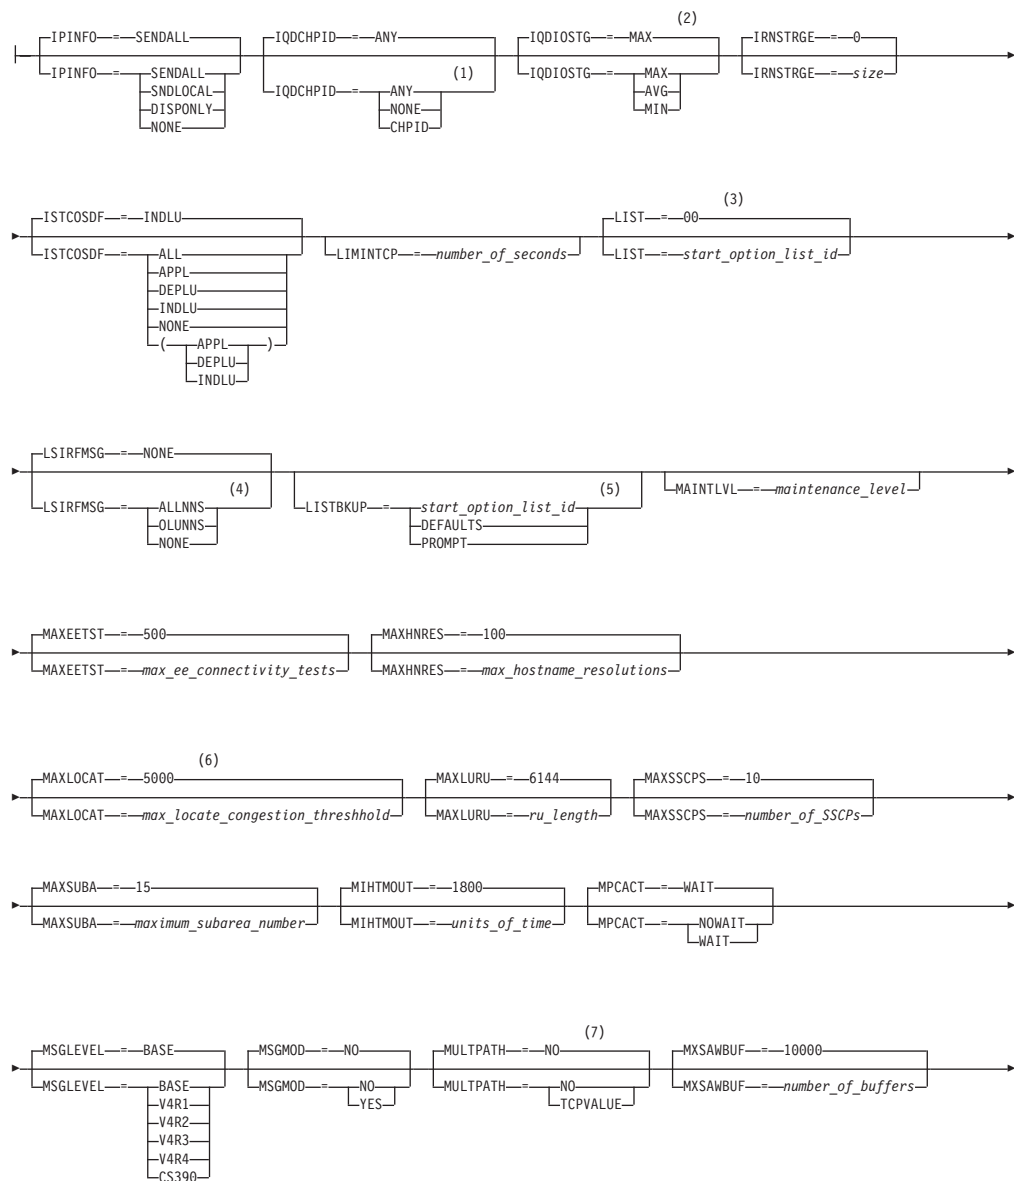 (2)
IPINFO = SENDALL IQDCHPID = ANY IQDIOSTG = MAX IRNSTRGE = 0
IPINFO = SENDALL (1) IQDIOSTG = MAX IRNSTRGE = size
SNDLOCAL IQDCHPID = ANY AVG
DISPONLY NONE MIN
NONE CHPID
(3)
ISTCOSDF = INDLU LIST = 00
ISTCOSDF = ALL LIMINTCP = number_of_seconds LIST = start_option_list_id
APPL
DEPLU
INDLU
NONE
( APPL )
DEPLU
INDLU
LSIRFMSG = NONE
(4) (5) MAINTLVL = maintenance_level
LSIRFMSG = ALLNNS LISTBKUP = start_option_list_id
OLUNNS DEFAULTS
NONE PROMPT
MAXEETST = 500 MAXHNRES = 100
MAXEETST = max_ee_connectivity_tests MAXHNRES = max_hostname_resolutions
(6)
MAXLOCAT = 5000 MAXLURU = 6144 MAXSSCPS = 10
MAXLOCAT = max_locate_congestion_threshhold MAXLURU = ru_length MAXSSCPS = number_of_SSCPs
MAXSUBA = 15 MIHTMOUT = 1800 MPCACT = WAIT
MAXSUBA = maximum_subarea_number MIHTMOUT = units_of_time MPCACT = NOWAIT
WAIT
(7)
MSGLEVEL = BASE MSGMOD = NO MULTPATH = NO MXSAWBUF = 10000
MSGLEVEL = BASE MSGMOD = NO MULTPATH = NO MXSAWBUF = number_of_buffers
V4R1 YES TCPVALUE
V4R2
V4R3
V4R4
CS390